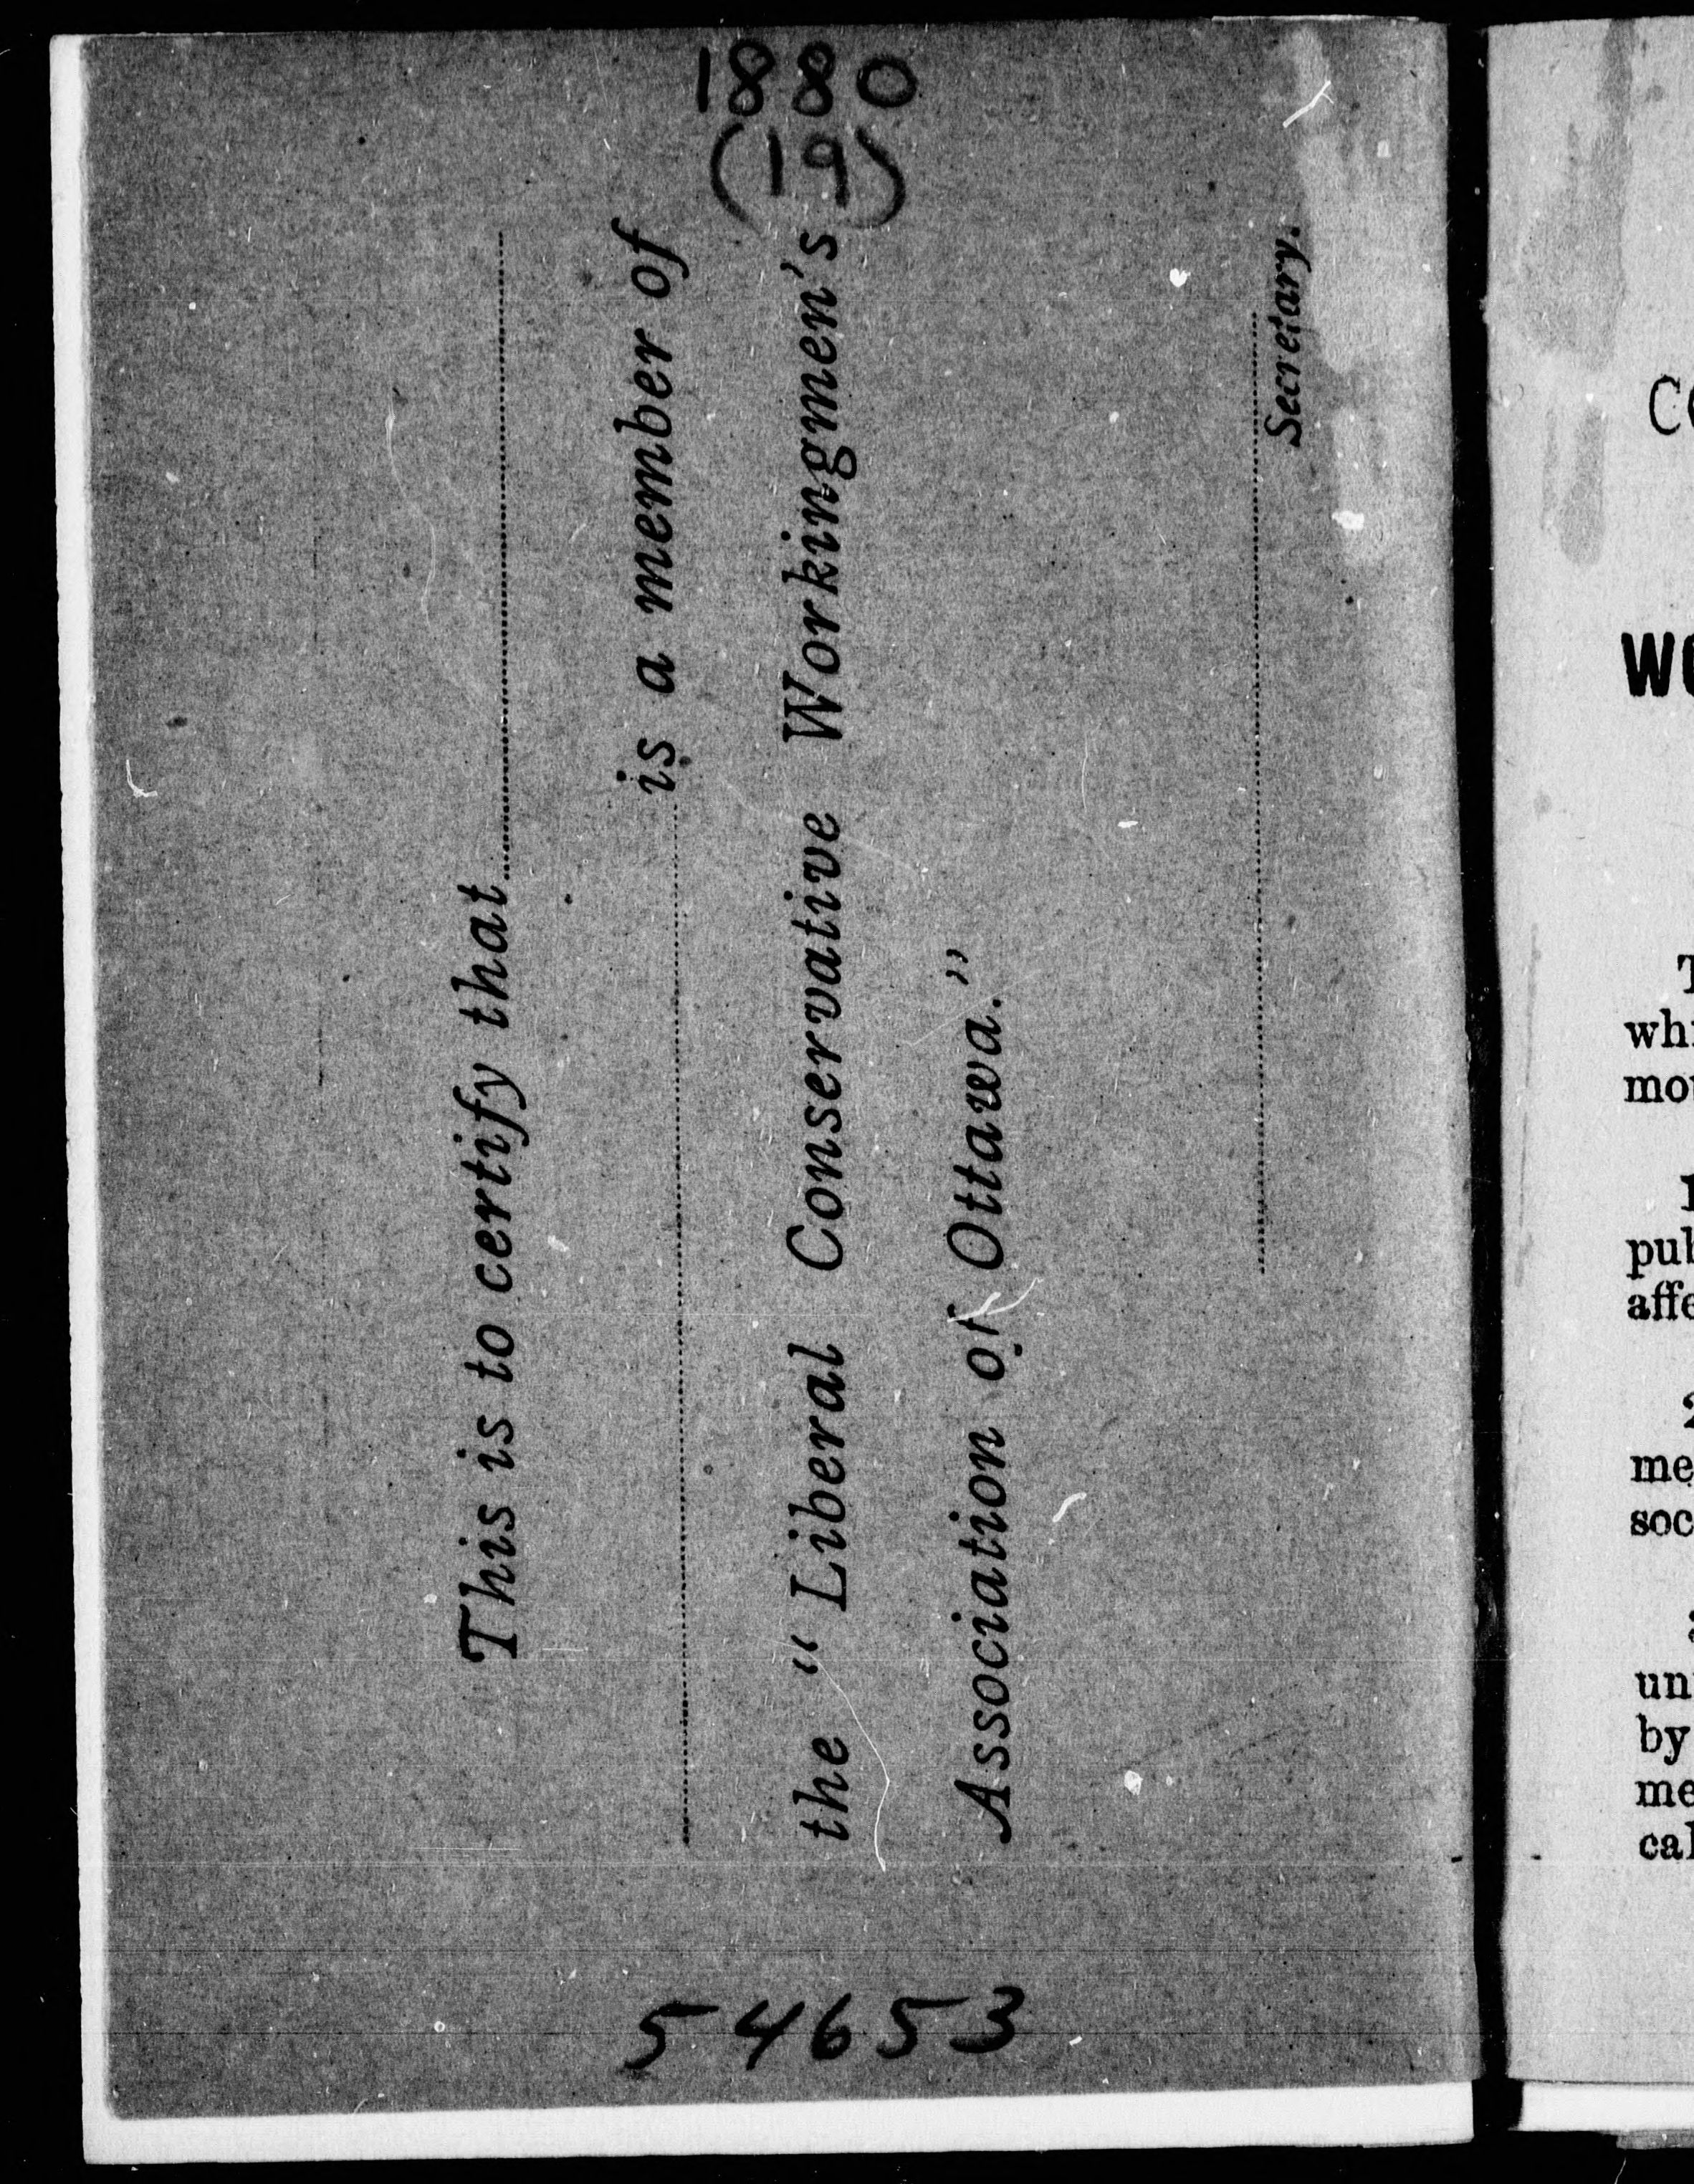 1880
(19)
This is to certify that
is a member of
the "Liberal Conservative Workingmen's
Association of Ottawa."
Secretary.
54653